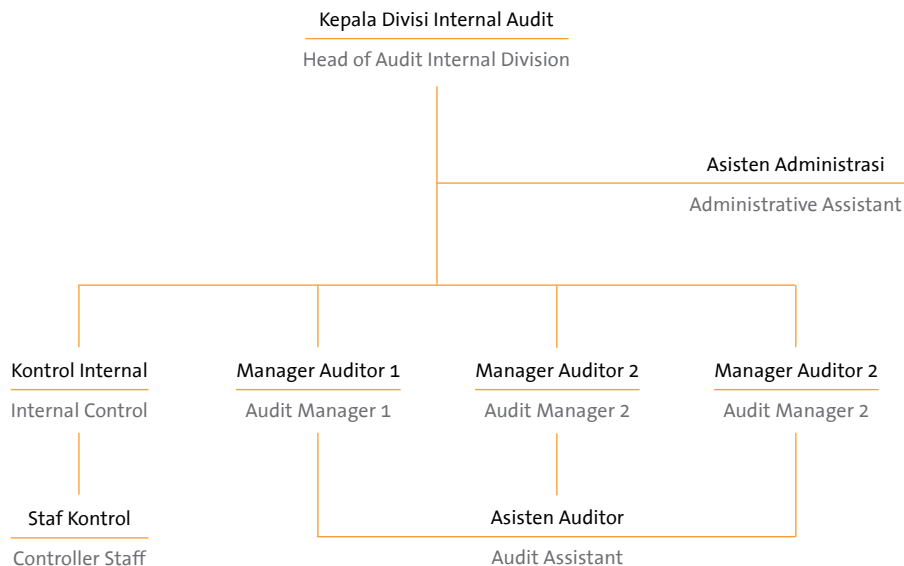 Kepala Divisi Internal Audit
Head of Audit Internal Division
Asisten Administrasi
Administrative Assistant
Kontrol Internal
Internal Control
Manager Auditor 1
Audit Manager 1
Manager Auditor 2
Audit Manager 2
Manager Auditor 2
Audit Manager 2
Staf Kontrol
Controller Staff
Asisten Auditor
Audit Assistant